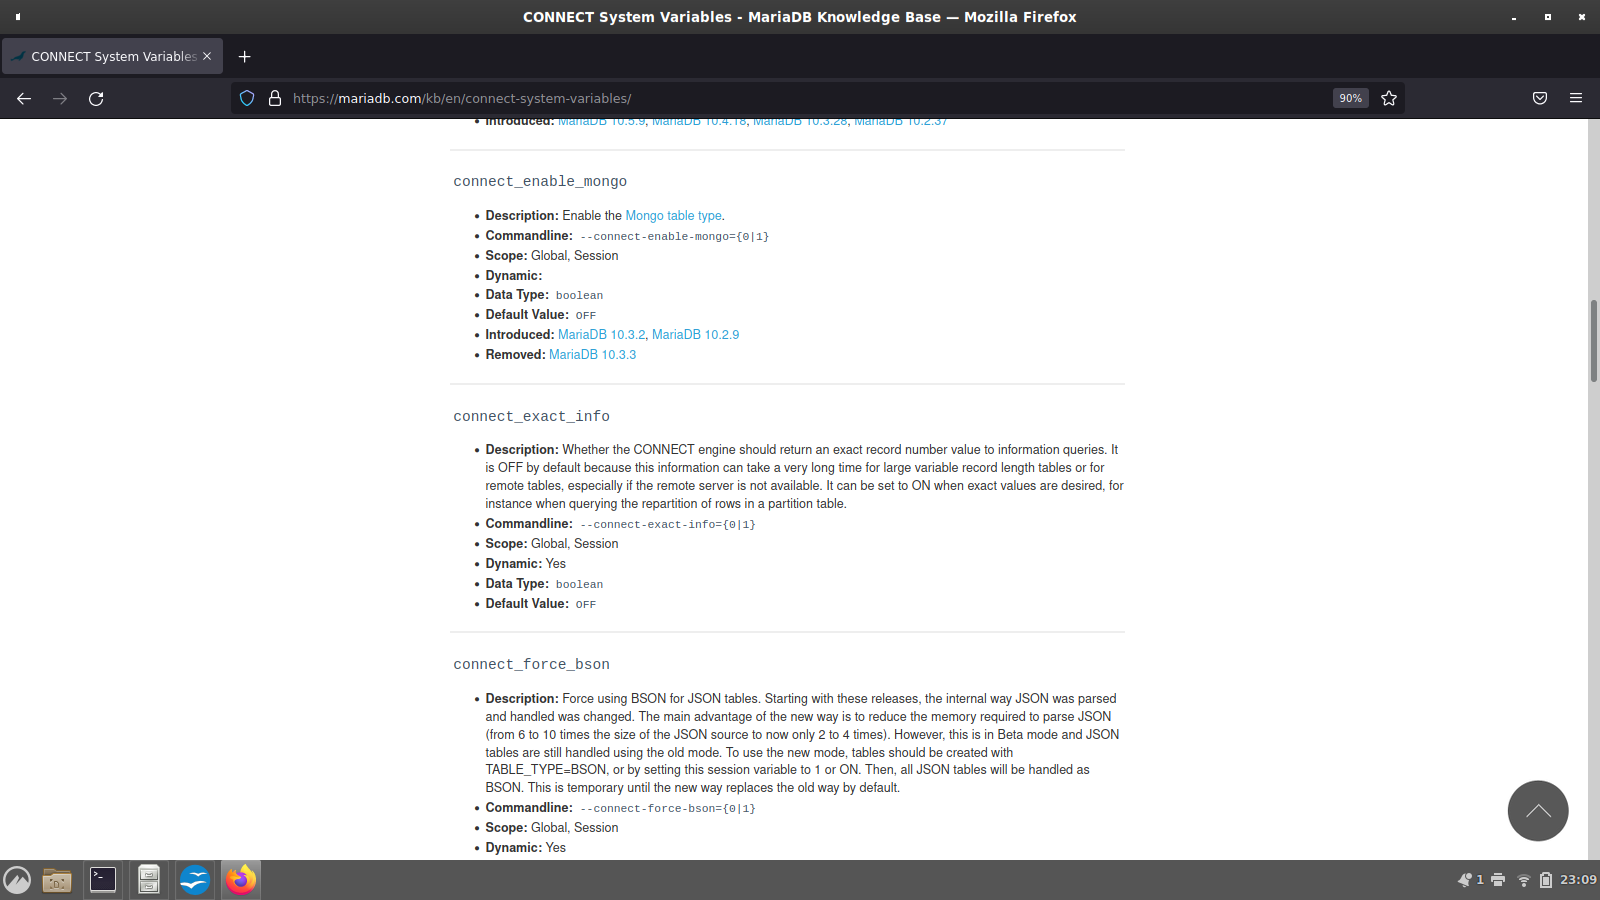 CONNECT System Variables - MariaDB Knowledge Base — Mozilla Firefox
CONNECT System Variables
https://mariadb.com/kb/en/connect-system-variables/
90%
Introduced: MariaDB 10.5.9, MariaDB 10.4.18, MariaDB 10.3.28, MariaDB 10.2.37
connect_enable_mongo
Description: Enable the Mongo table type.
Commandline: --connect-enable-mongo={0|1}
Scope: Global, Session
Dynamic:
Data Type: boolean
Default Value: OFF
Introduced: MariaDB 10.3.2, MariaDB 10.2.9
Removed: MariaDB 10.3.3
connect_exact_info
Description: Whether the CONNECT engine should return an exact record number value to information queries. It
is OFF by default because this information can take a very long time for large variable record length tables or for
remote tables, especially if the remote server is not available. It can be set to ON when exact values are desired, for
instance when querying the repartition of rows in a partition table.
Commandline: --connect-exact-info={0|1}
Scope: Global, Session
Dynamic: Yes
Data Type: boolean
Default Value: OFF
connect_force_bson
Description: Force using BSON for JSON tables. Starting with these releases, the internal way JSON was parsed
and handled was changed. The main advantage of the new way is to reduce the memory required to parse JSON
(from 6 to 10 times the size of the JSON source to now only 2 to 4 times). However, this is in Beta mode and JSON
tables are still handled using the old mode. To use the new mode, tables should be created with
TABLE_TYPE=BSON, or by setting this session variable to 1 or ON. Then, all JSON tables will be handled as
BSON. This is temporary until the new way replaces the old way by default.
Commandline: --connect-force-bson={0|1}
Scope: Global, Session
Dynamic: Yes
1
23:09